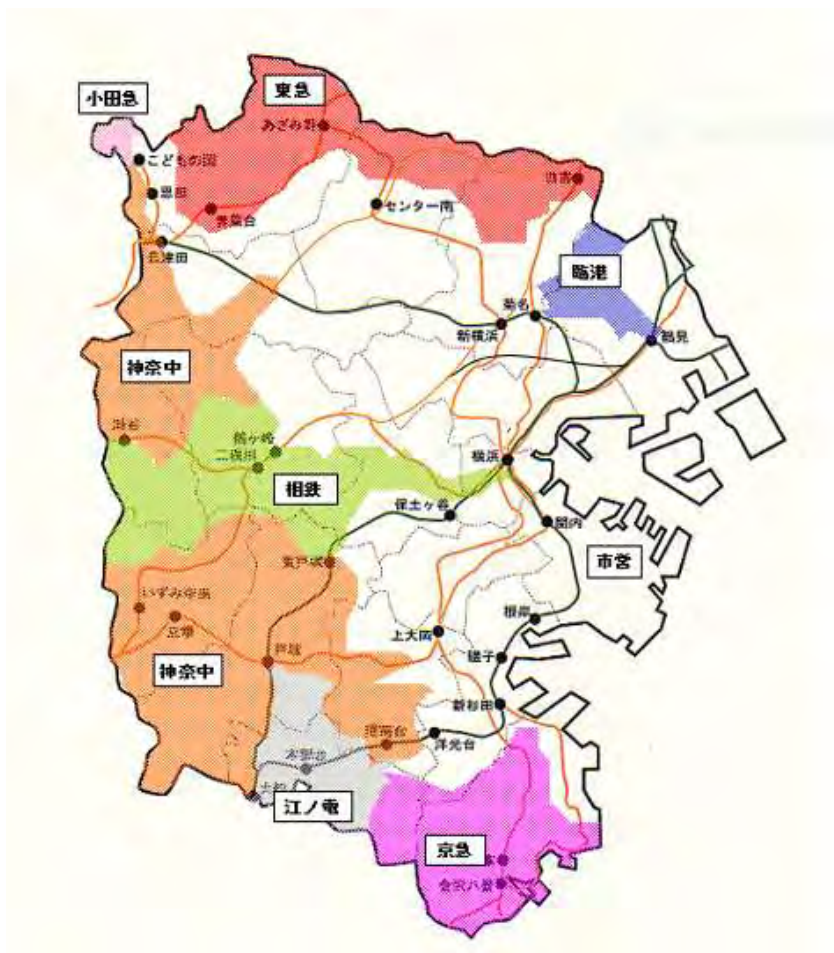 小田急
東急
あざみ野
こどもの国
恩田
日吉
青葉台
センター南
長津田
臨港
菊名
新横浜
鶴見
神奈中
鶴ヶ峰
二俣川
横浜
相鉄
保土ヶ谷
関内
東戸塚
市営
いずみ中央
立場
根岸
上大岡
戸塚
磯子
神奈中
新杉田
港南台
洋光台
本郷台
江ノ電
京急
金沢八景